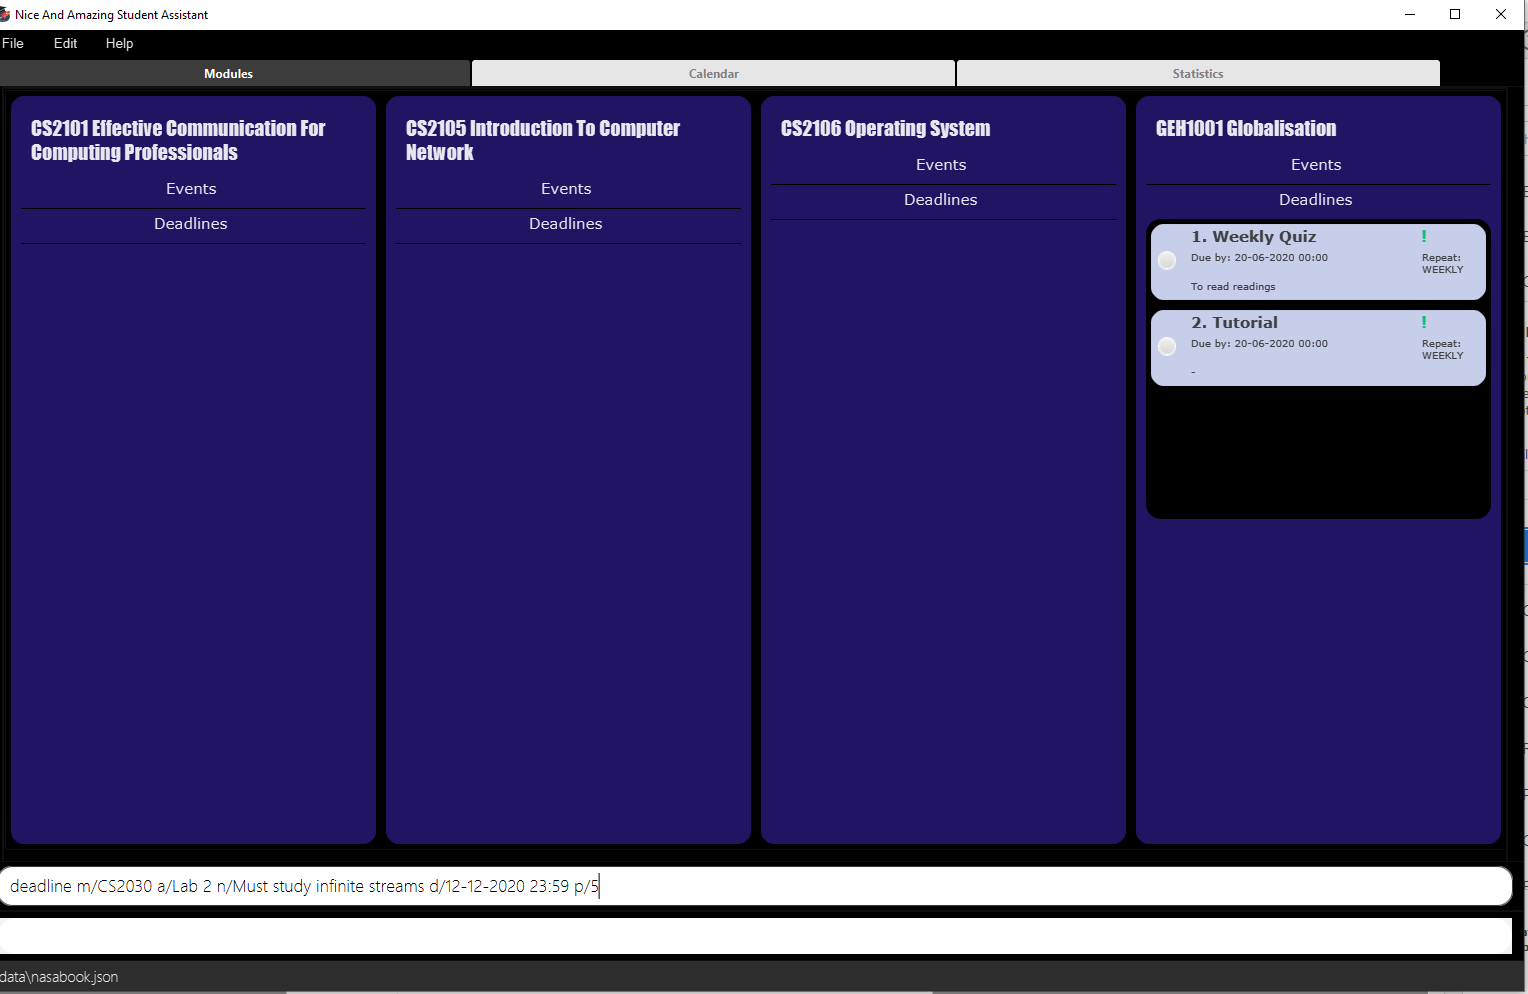 Nice And Amazing Student Assistant
File Edit Help
Modules Calendar Statistics
CS2101 Effective Communication For
Computing Professionals
Events
Deadlines
CS2105 Introduction To Computer
Network
Events
Deadlines
CS2106 Operating System
Events
Deadlines
GEH1001 Globalisation
Events
Deadlines
1. Weekly Quiz !
Due by: 20-06-2020 00:00
Repeat:
WEEKLY
To read readings
2. Tutorial !
Due by: 20-06-2020 00:00
Repeat:
WEEKLY
-
deadline m/CS2030 a/Lab 2 n/Must study infinite streams d/12-12-2020 23:59 p/5
data\nasabook.json